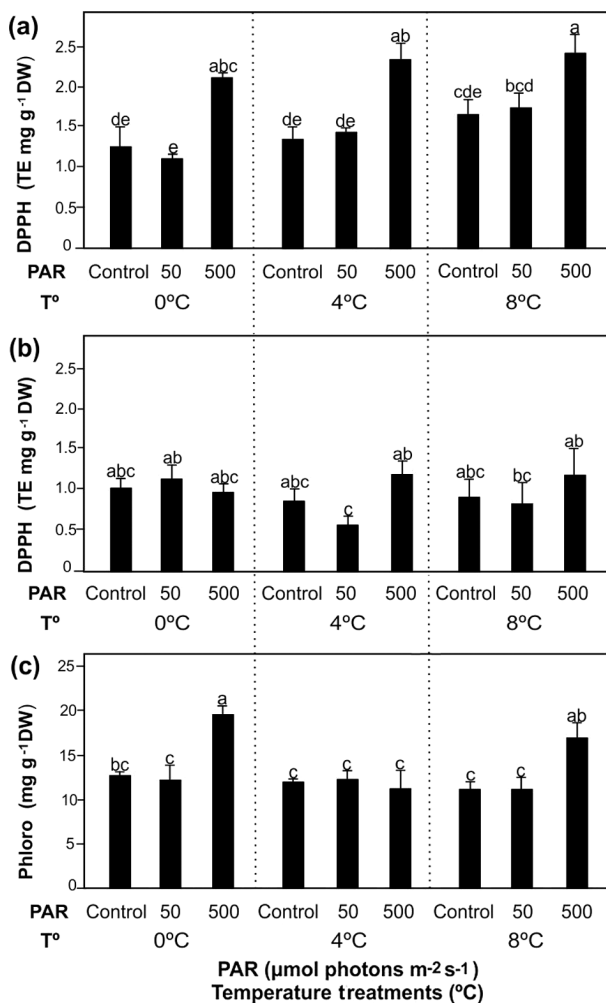 (a)
DPPH (TE mg g-1 DW)
2.5
2.0
1.5
1.0
0.5
0
de
e
abc
de
de
ab
cde
bcd
a
PAR Control 50 500 Control 50 500 Control 50 500
Tº 0ºC 4ºC 8ºC
(b)
DPPH (TE mg g-1 DW)
2.5
2.0
1.5
1.0
0.5
0
abc
ab
abc
abc
c
ab
abc
bc
ab
PAR Control 50 500 Control 50 500 Control 50 500
Tº 0ºC 4ºC 8ºC
(c)
Phloro (mg g-1DW)
25
20
15
10
5
0
bc
c
a
c
c
c
c
c
ab
PAR Control 50 500 Control 50 500 Control 50 500
Tº 0ºC 4ºC 8ºC
PAR (µmol photons m-2 s-1)
Temperature treatments (ºC)